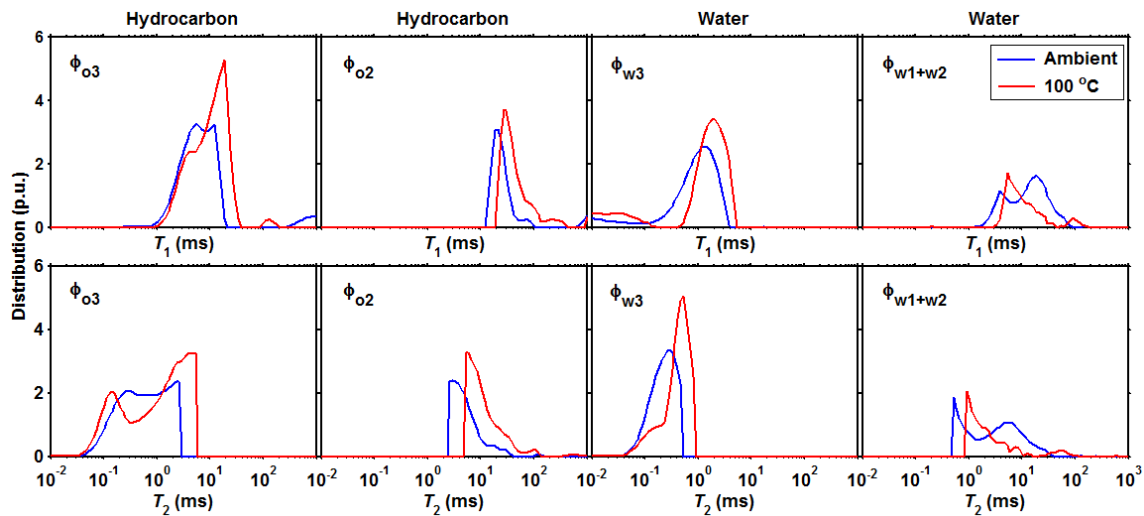 Hydrocarbon Hydrocarbon Water Water
6
4
2
0
ϕo3
ϕo2
ϕw3
ϕw1+w2
Ambient
100 °C
T1 (ms) T1 (ms) T1 (ms) T1 (ms)
Distribution (p.u.)
6
4
2
0
ϕo3
ϕo2
ϕw3
ϕw1+w2
10⁻² 10⁻¹ 10⁰ 10¹ 10² 10⁻² 10⁻¹ 10⁰ 10¹ 10² 10⁻² 10⁻¹ 10⁰ 10¹ 10² 10⁻² 10⁻¹ 10⁰ 10¹ 10² 10³
T2 (ms) T2 (ms) T2 (ms) T2 (ms)